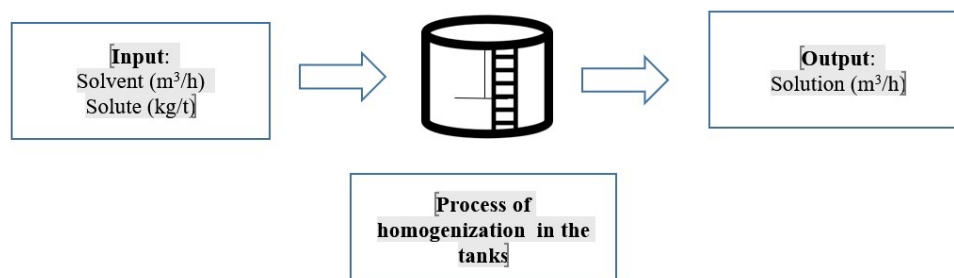 [Input:
Solvent (m³/h)
Solute (kg/t)]
[Output:
Solution (m³/h)]
[Process of
homogenization in the
tanks]